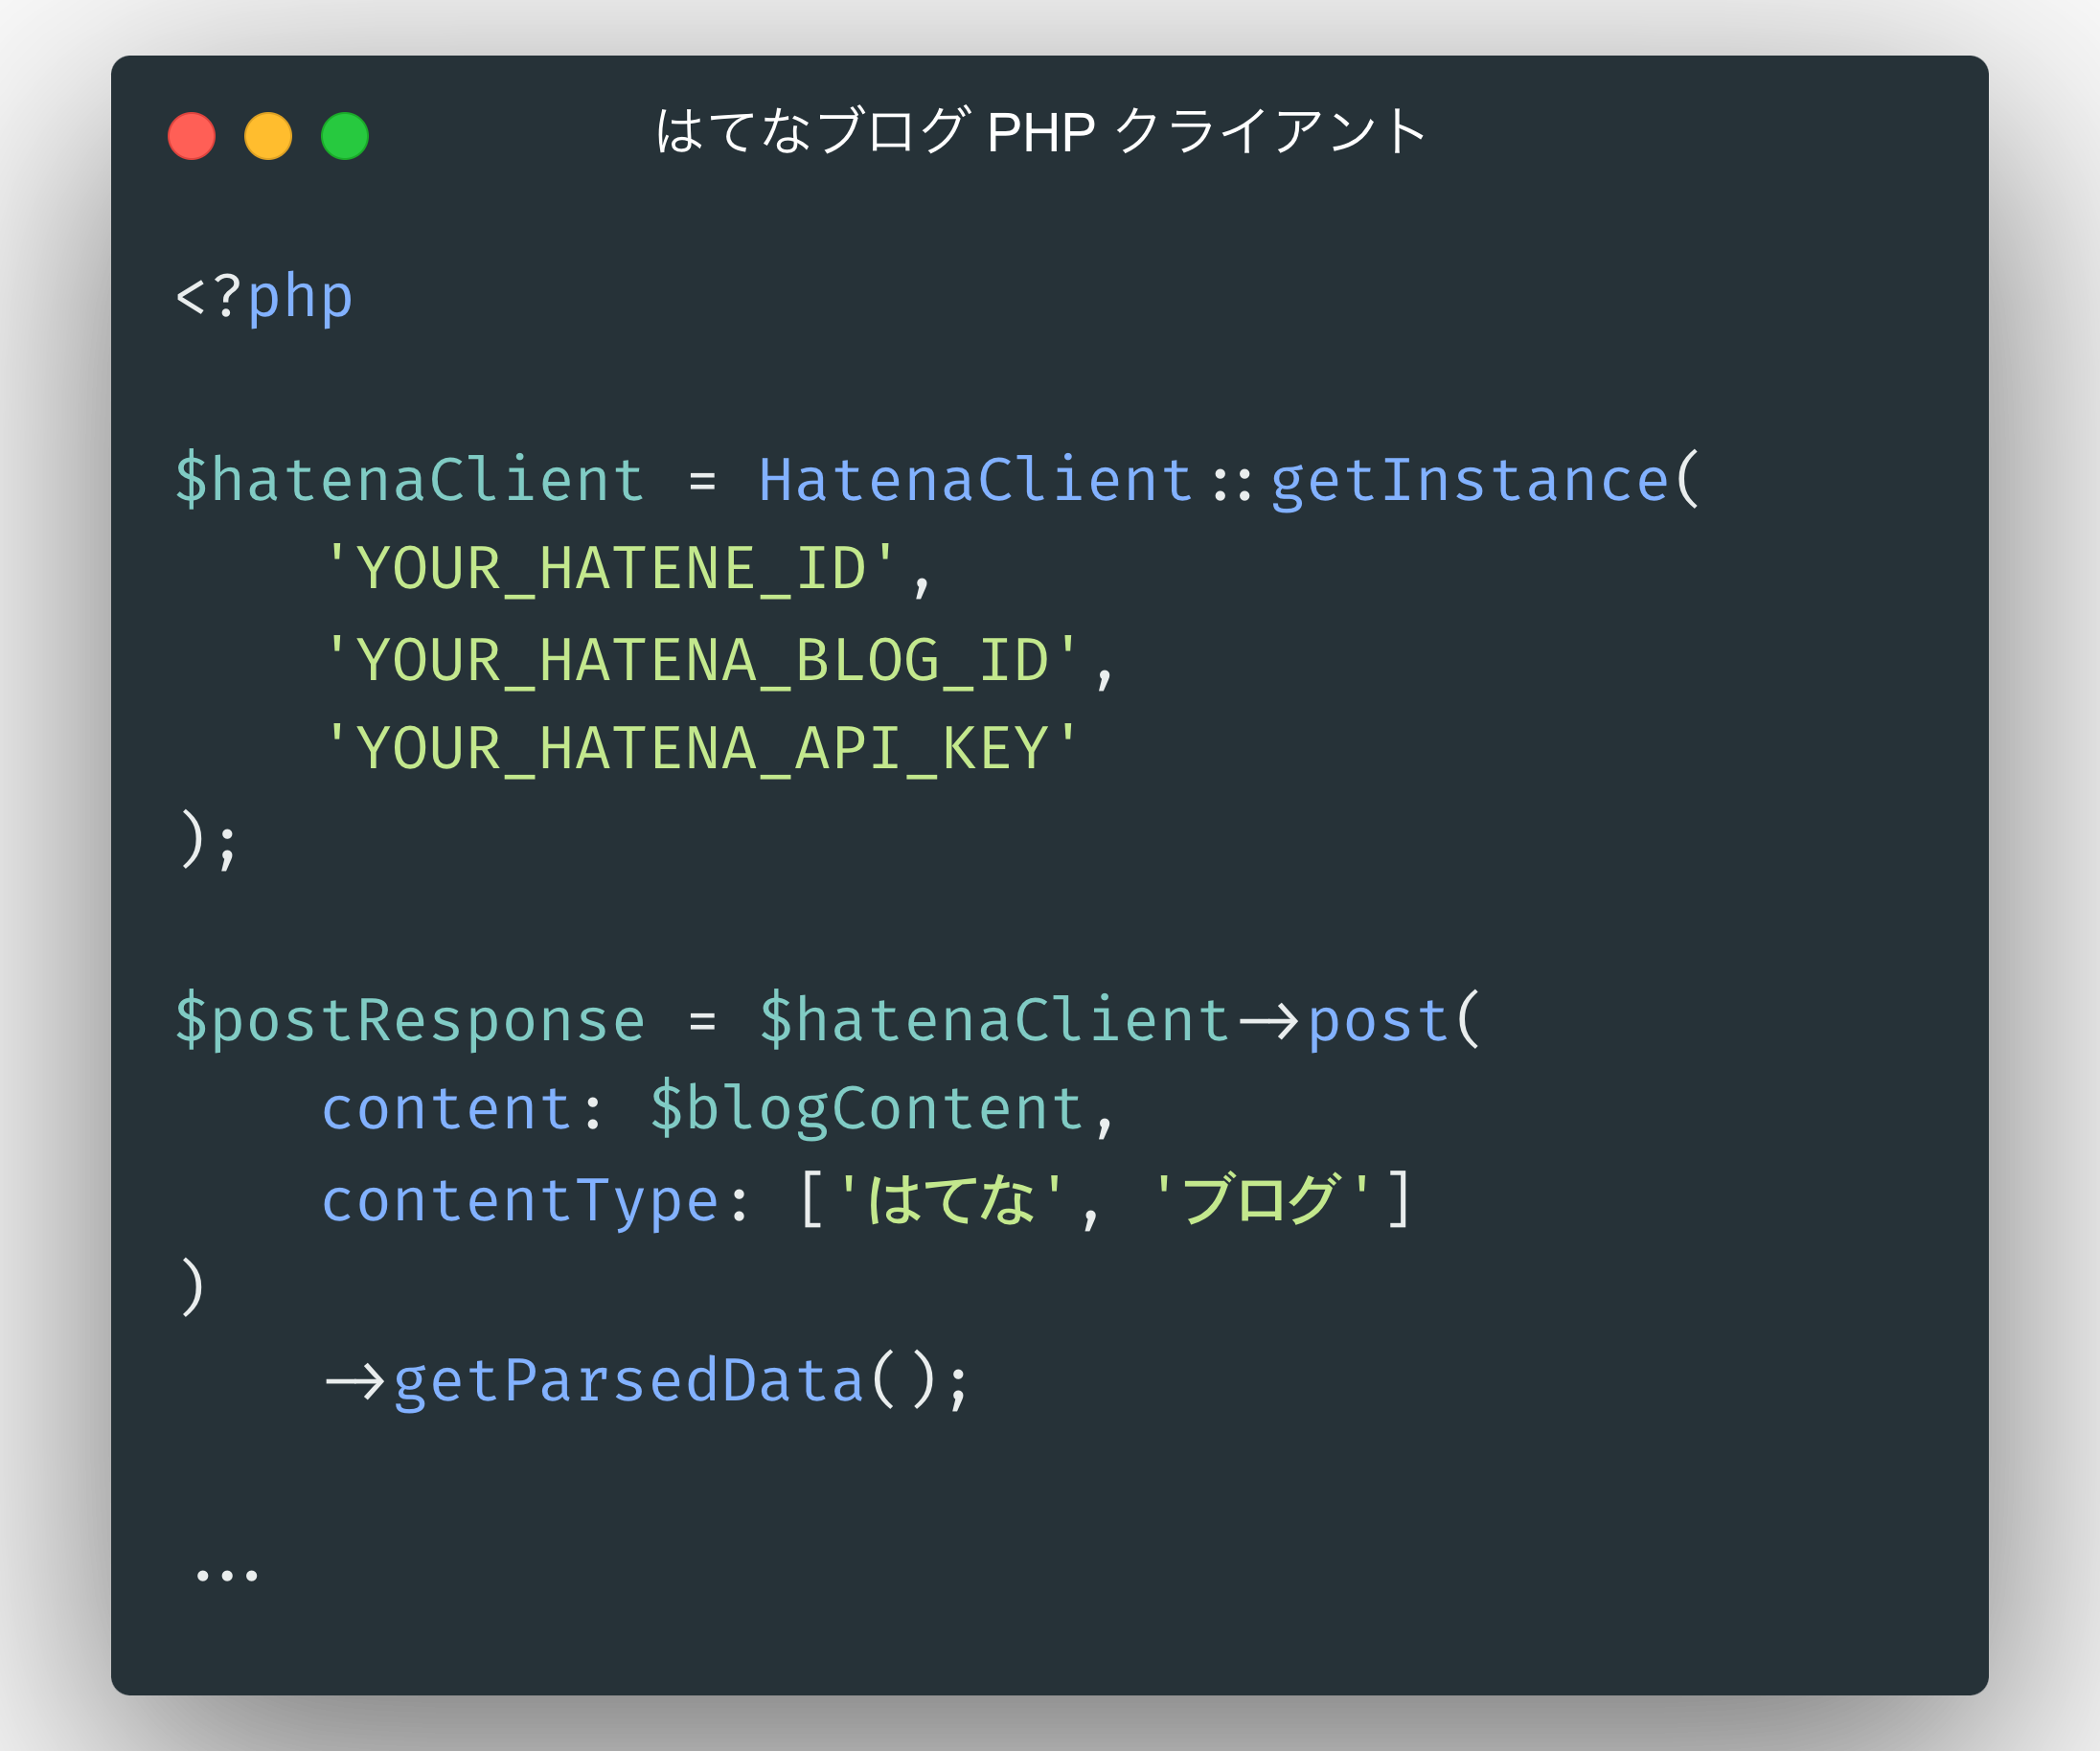 はてなブログ PHP クライアント
<?php
$hatenaClient = HatenaClient::getInstance(
    'YOUR_HATENE_ID',
    'YOUR_HATENA_BLOG_ID',
    'YOUR_HATENA_API_KEY'
);
$postResponse = $hatenaClient->post(
    content: $blogContent,
    contentType: ['はてな', 'ブログ']
)
    ->getParsedData();
...